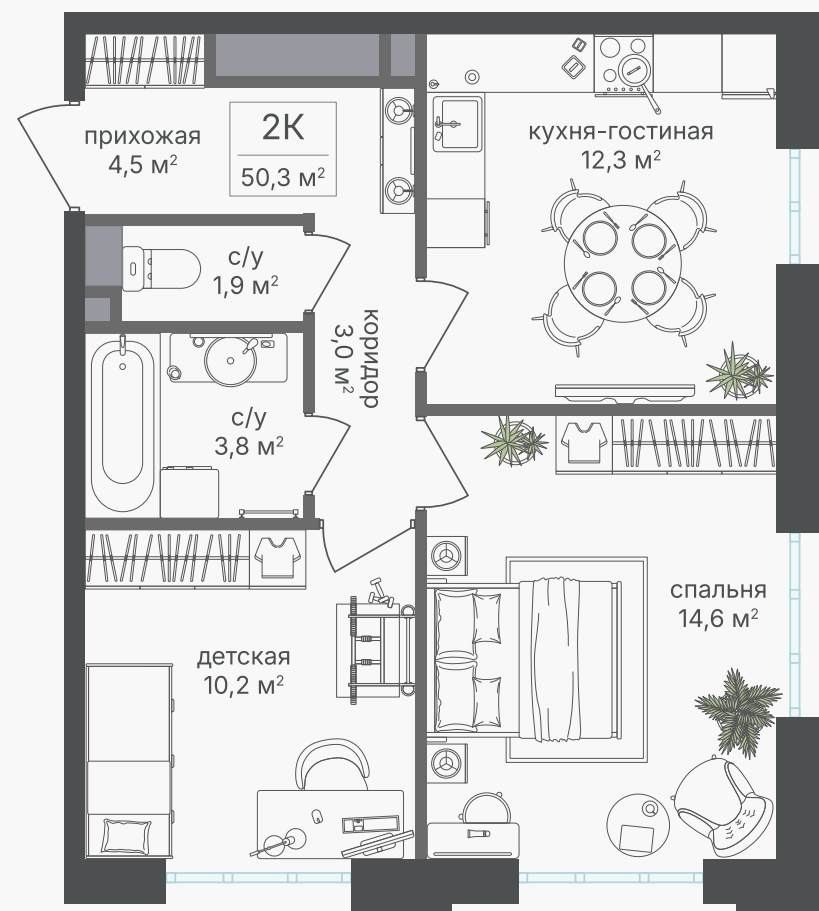 прихожая
4,5 м²
2К
50,3 м²
кухня-гостиная
12,3 м²
с/у
1,9 м²
коридор
3,0 м²
с/у
3,8 м²
спальня
14,6 м²
детская
10,2 м²